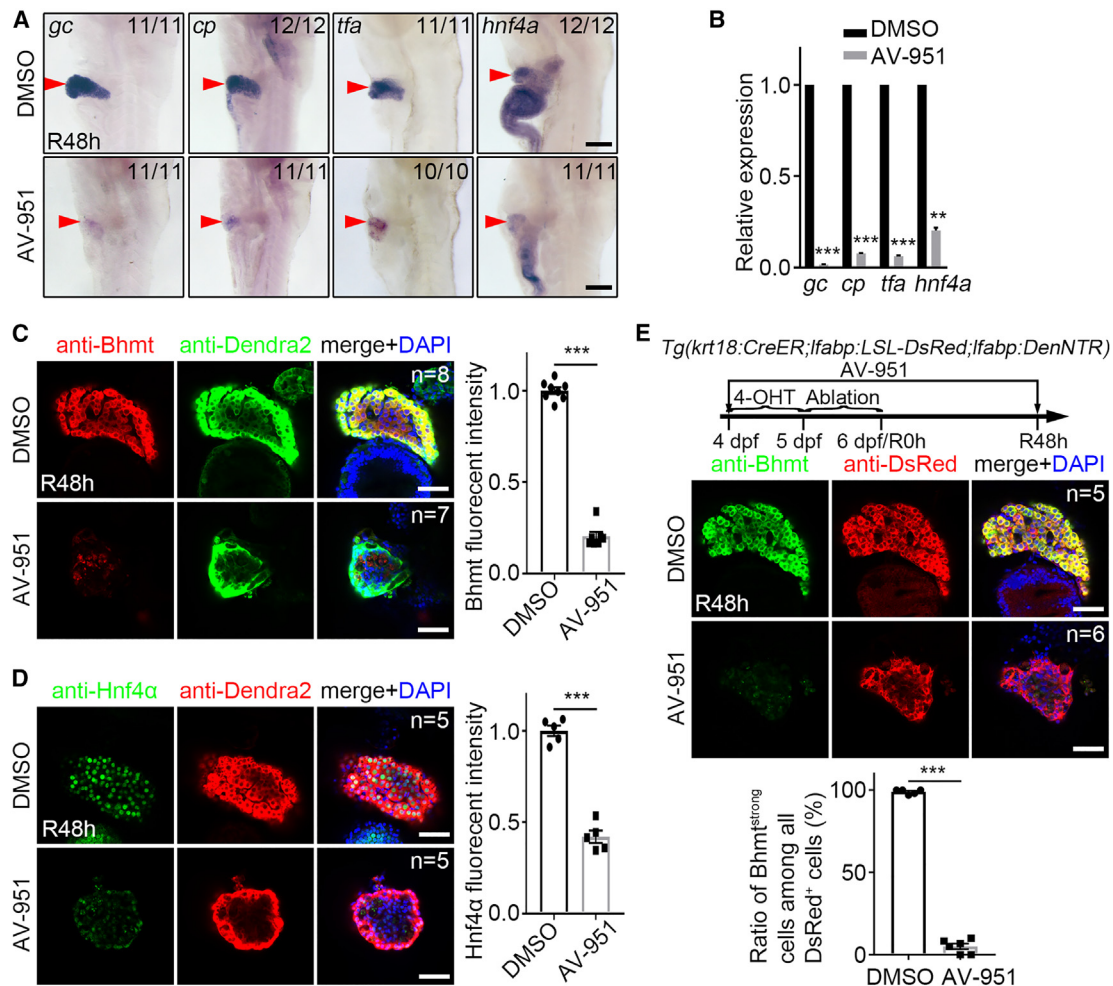 A
gc 11/11
cp 12/12
tfa 11/11
hnf4a 12/12
DMSO
R48h
AV-951
11/11
11/11
10/10
11/11
B
DMSO
AV-951
Relative expression
1.0
0.5
0.0
***
***
***
**
gc cp tfa hnf4a
C
anti-Bhmt anti-Dendra2 merge+DAPI
DMSO
R48h
n=8
AV-951
n=7
Bhmt fluorecent intensity
1.0
0.5
0.0
***
DMSO
AV-951
D
anti-Hnf4α anti-Dendra2 merge+DAPI
DMSO
R48h
n=5
AV-951
n=5
Hnf4α fluorecent intensity
1.0
0.5
0.0
***
DMSO
AV-951
E
Tg(krt18:CreER;lfabp:LSL-DsRed;lfabp:DenNTR)
AV-951
4-OHT Ablation
4 dpf 5 dpf 6 dpf/R0h R48h
anti-Bhmt anti-DsRed merge+DAPI
DMSO
R48h
n=5
AV-951
n=6
Ratio of Bhmtstrong
cells among all
DsRed+ cells (%)
100
50
0
***
DMSO AV-951